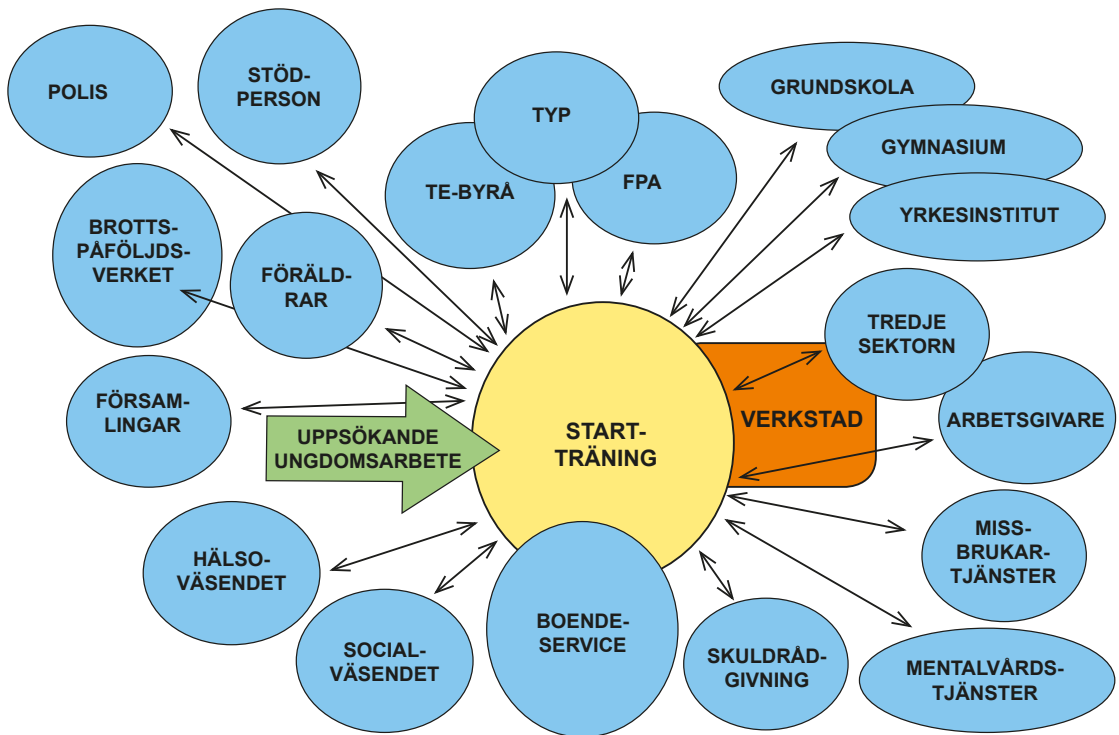 POLIS
STÖD-
PERSON
TYP
GRUNDSKOLA
GYMNASIUM
TE-BYRÅ
FPA
YRKESINSTITUT
BROTTS-
PÅFÖLJDS-
VERKET
FÖRÄLD-
RAR
TREDJE
SEKTORN
FÖRSAM-
LINGAR
UPPSÖKANDE
UNGDOMSARBETE
START-
TRÄNING
VERKSTAD
ARBETSGIVARE
HÄLSO-
VÄSENDET
MISS-
BRUKAR-
TJÄNSTER
SOCIAL-
VÄSENDET
BOENDE-
SERVICE
SKULDRÅD-
GIVNING
MENTALVÅRDS-
TJÄNSTER